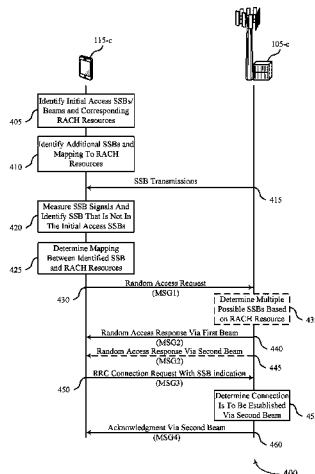 115-c
105-c
Identify Initial Access SSBs/
Beams and Corresponding
RACH Resources
405
Identify Additional SSBs and
Mapping To RACH
Resources
410
SSB Transmissions
415
Measure SSB Signals And
Identify SSB That Is Not In
The Initial Access SSBs
420
Determine Mapping
Between Identified SSB
and RACH Resources
425
Random Access Request
(MSG1)
430
Determine Multiple
Possible SSBs Based
on RACH Resource
43
Random Access Response Via First Beam
(MSG2)
440
Random Access Response Via Second Beam
(MSG2)
445
RRC Connection Request With SSB indication
(MSG3)
450
Determine Connection
Is To Be Established
Via Second Beam
45
Acknowledgment Via Second Beam
(MSG4)
460
400